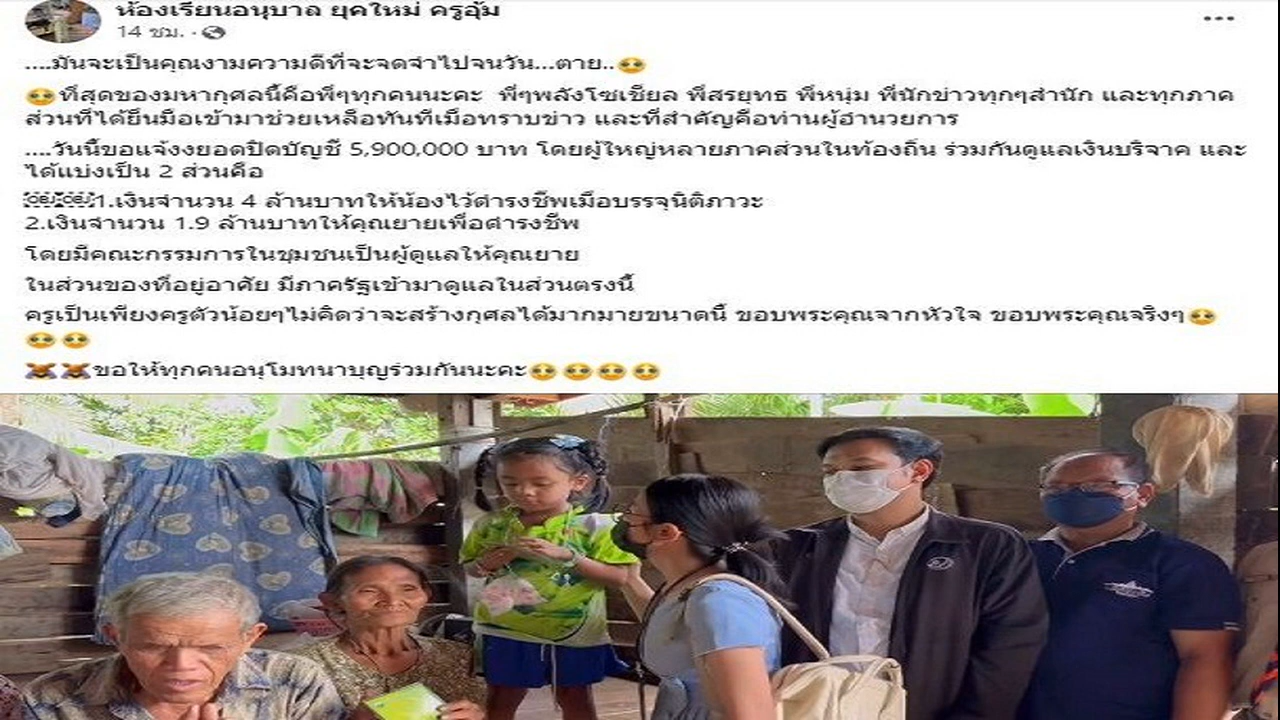 ห้องเรียนอนุบาล ยุคใหม่ ครูอุ้ม
14 ชม. ·
....มันจะเป็นคุณงามความดีที่จะจดจำไปจนวัน...ตาย..
ที่สุดของมหากุศลนี้คือพี่ๆทุกคนนะคะ พี่ๆพลังโซเชียล พี่สรยุทธ พี่หนุ่ม พี่นักข่าวทุกๆสำนัก และทุกภาค
ส่วนที่ได้ยื่นมือเข้ามาช่วยเหลือทันทีเมื่อทราบข่าว และที่สำคัญคือท่านผู้อำนวยการ
....วันนี้ขอแจ้งงยอดปิดบัญชี 5,900,000 บาท โดยผู้ใหญ่หลายภาคส่วนในท้องถิ่น ร่วมกันดูแลเงินบริจาค และ
ได้แบ่งเป็น 2 ส่วนคือ
1.เงินจำนวน 4 ล้านบาทให้น้องไว้ดำรงชีพเมื่อบรรจุนิติภาวะ
2.เงินจำนวน 1.9 ล้านบาทให้คุณยายเพื่อดำรงชีพ
โดยมีคณะกรรมการในชุมชนเป็นผู้ดูแลให้คุณยาย
ในส่วนของที่อยู่อาศัย มีภาครัฐเข้ามาดูแลในส่วนตรงนี้
ครูเป็นเพียงครูตัวน้อยๆไม่คิดว่าจะสร้างกุศลได้มากมายขนาดนี้ ขอบพระคุณจากหัวใจ ขอบพระคุณจริงๆ
ขอให้ทุกคนอนุโมทนาบุญร่วมกันนะคะ